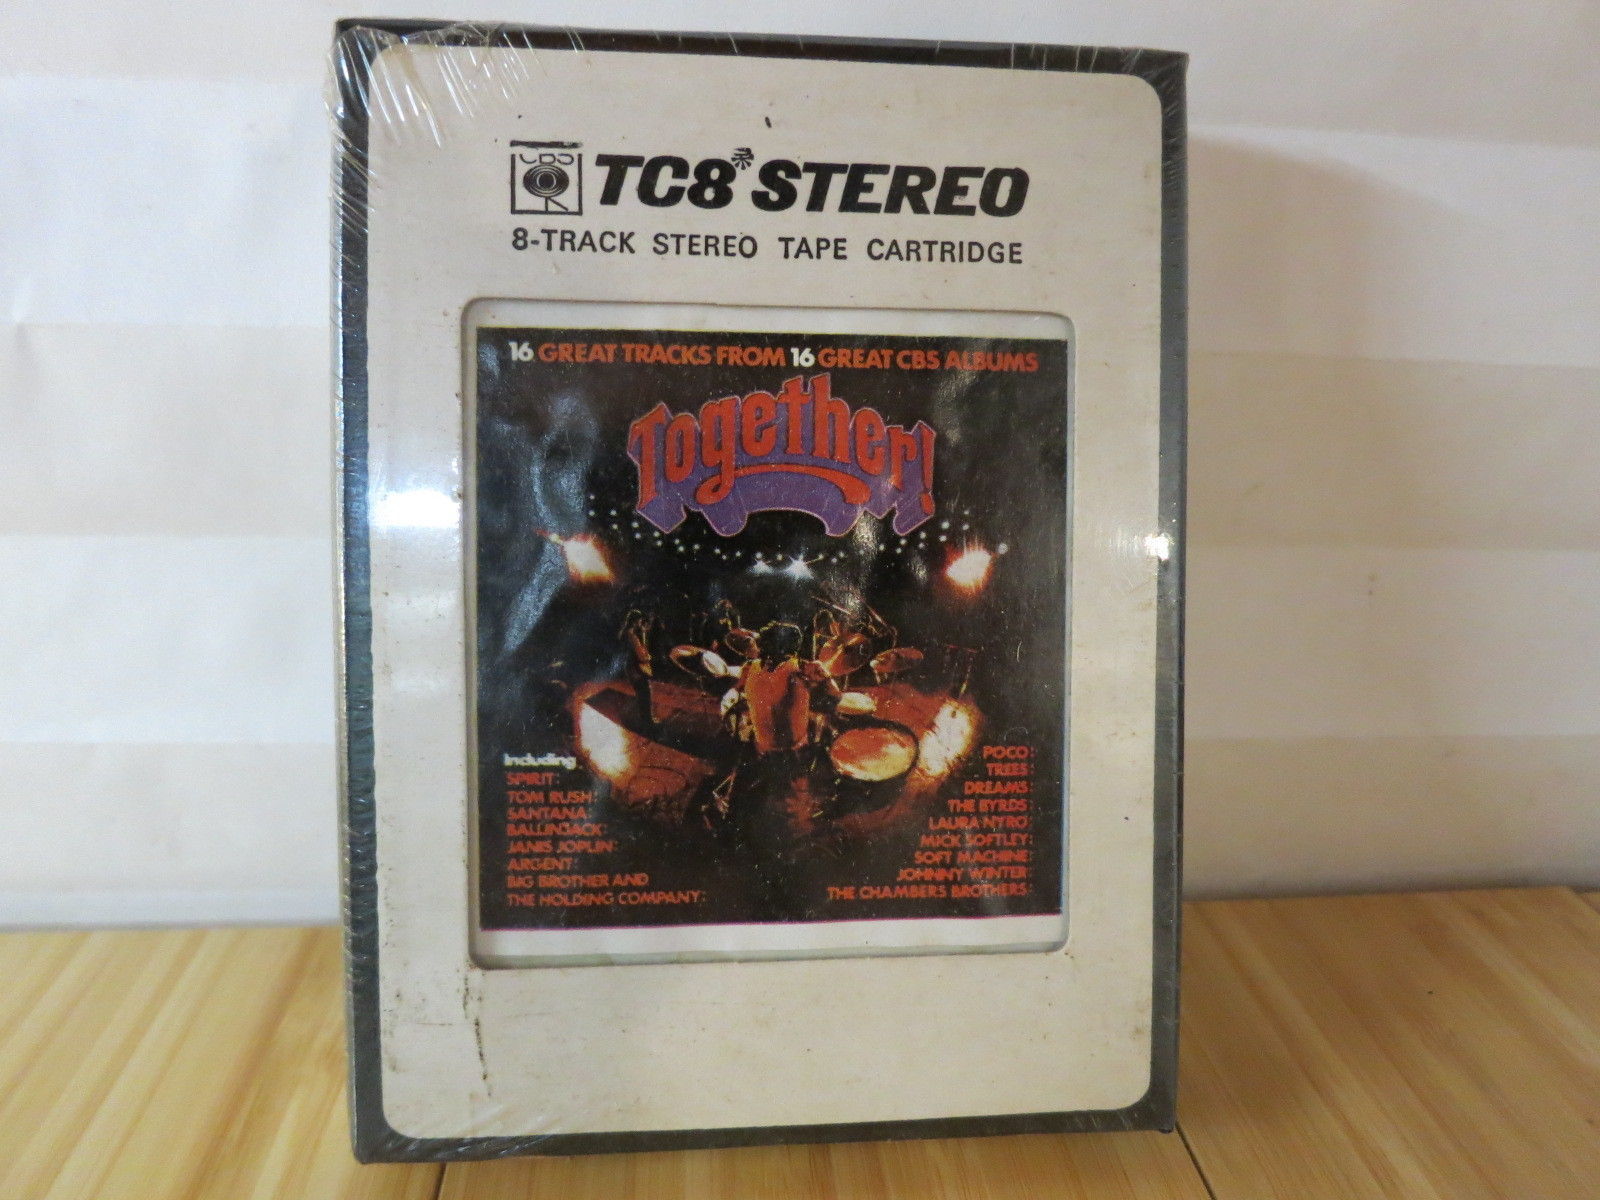 CBS
TC8 STEREO
8-TRACK STEREO TAPE CARTRIDGE
16 GREAT TRACKS FROM 16 GREAT CBS ALBUMS
Together!
Including
SPIRIT:
TOM RUSH:
SANTANA:
BALLINJACK:
JANIS JOPLIN:
ARGENT:
BIG BROTHER AND
THE HOLDING COMPANY:
POCO:
TREES:
DREAMS:
THE BYRDS:
LAURA NYRO:
MICK SOFTLEY:
SOFT MACHINE:
JOHNNY WINTER:
THE CHAMBERS BROTHERS: